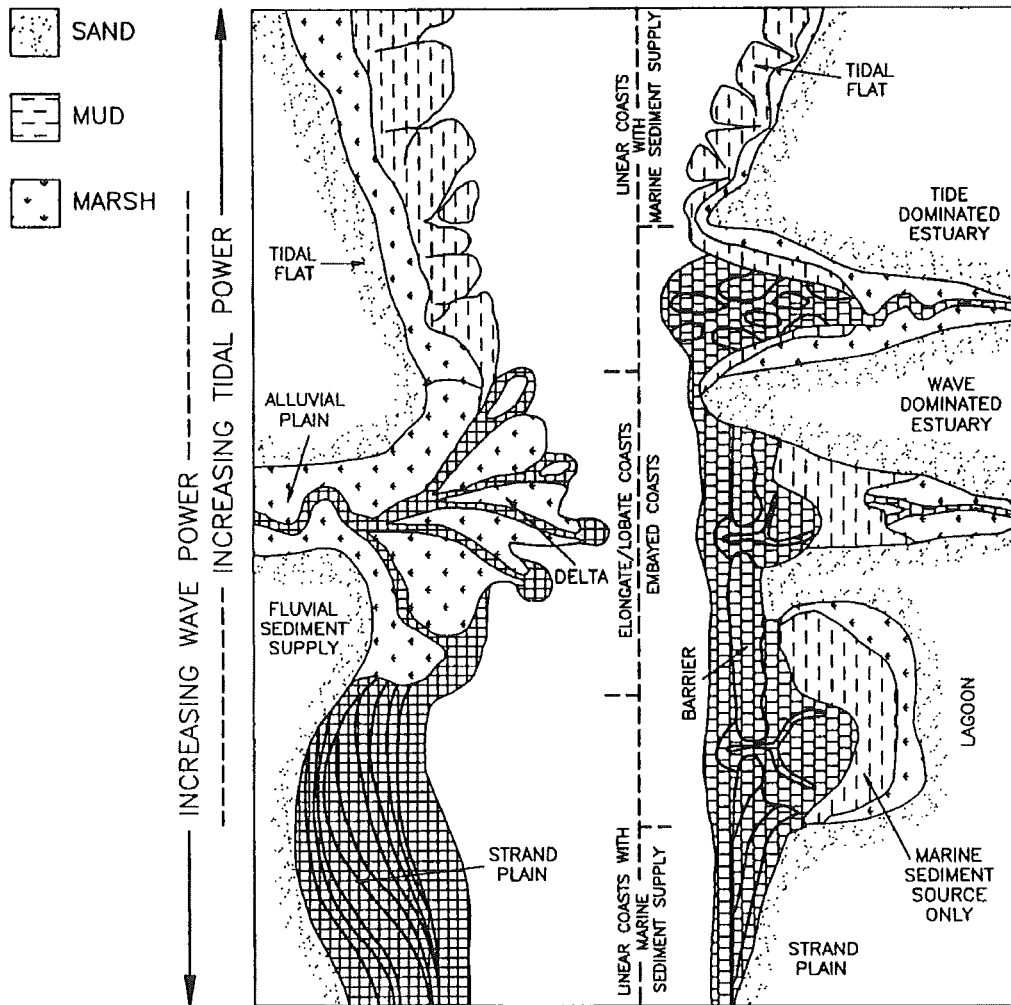 SAND
MUD
MARSH
INCREASING WAVE POWER
INCREASING TIDAL POWER
TIDAL
FLAT
ALLUVIAL
PLAIN
FLUVIAL
SEDIMENT
SUPPLY
DELTA
STRAND
PLAIN
LINEAR COASTS
WITH
MARINE SEDIMENT SUPPLY
ELONGATE/LOBATE COASTS
EMBAYED COASTS
LINEAR COASTS WITH
MARINE
SEDIMENT SUPPLY
TIDAL
FLAT
TIDE
DOMINATED
ESTUARY
WAVE
DOMINATED
ESTUARY
BARRIER
LAGOON
MARINE
SEDIMENT
SOURCE
ONLY
STRAND
PLAIN